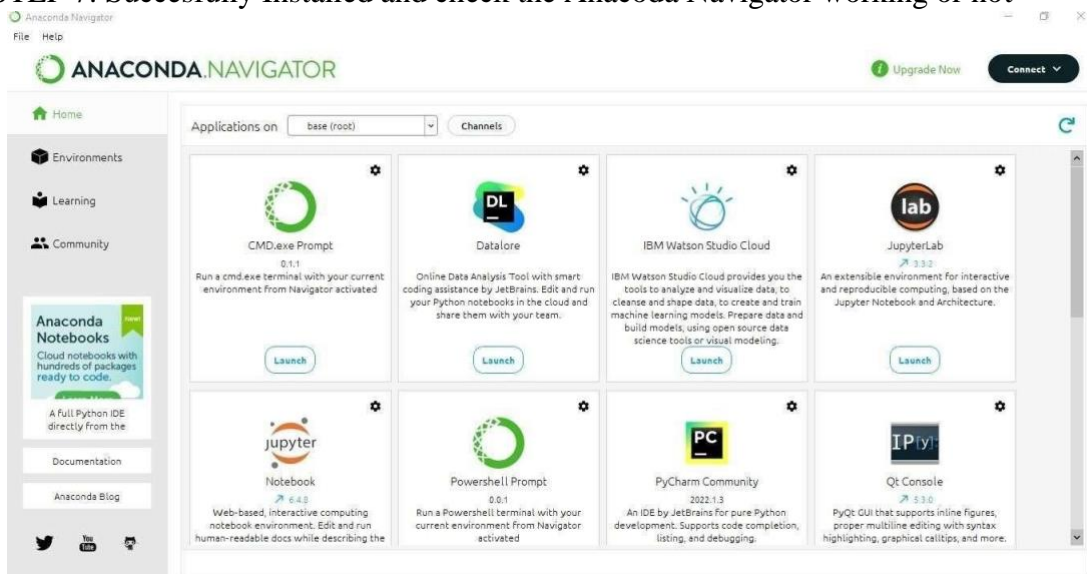 STEP 7: Succesfully Installed and check the Anacoda Navigator working or not
Anaconda Navigator
File Help
ANACONDA.NAVIGATOR
Upgrade Now
Connect
Home
Environments
Learning
Community
Applications on base (root) Channels
CMD.exe Prompt
0.1.1
Run a cmd.exe terminal with your current
environment from Navigator activated
Launch
DL
Datalore
Online Data Analysis Tool with smart
coding assistance by JetBrains. Edit and run
your Python notebooks in the cloud and
share them with your team.
Launch
IBM Watson Studio Cloud
IBM Watson Studio Cloud provides you the
tools to analyze and visualize data, to
cleanse and shape data, to create and train
machine learning models. Prepare data and
build models, using open source data
science tools or visual modeling.
Launch
lab
JupyterLab
3.3.2
An extensible environment for interactive
and reproducible computing, based on the
Jupyter Notebook and Architecture.
Launch
jupyter
Notebook
6.4.8
Web-based, interactive computing
notebook environment. Edit and run
human-readable docs while describing the
Powershell Prompt
0.0.1
Run a Powershell terminal with your
current environment from Navigator
activated
PC
PyCharm Community
2022.1.3
An IDE by JetBrains for pure Python
development. Supports code completion,
listing, and debugging.
IP[y]:
Qt Console
5.3.0
PyQt GUI that supports inline figures,
proper multiline editing with syntax
highlighting, graphical calltips, and more.
Anaconda
Notebooks
Cloud notebooks with
hundreds of packages
ready to code.
Learn More
A full Python IDE
directly from the
Documentation
Anaconda Blog
You
Tube